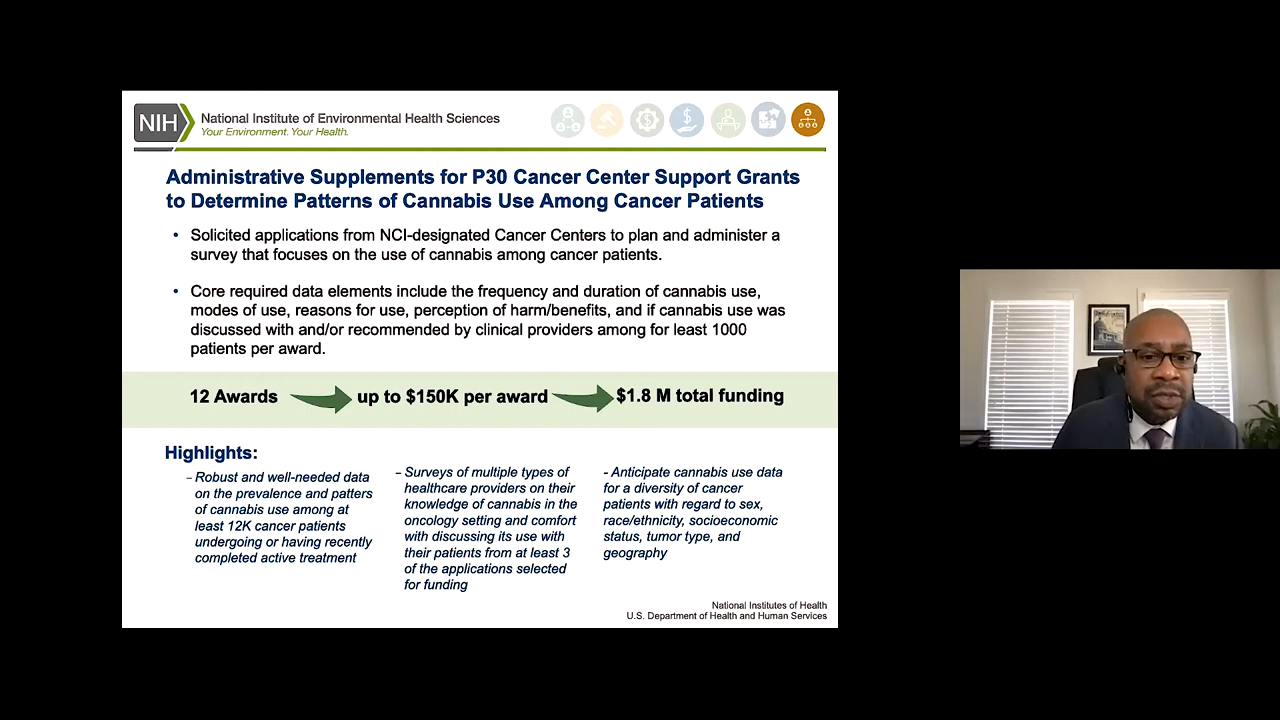 NIH
National Institute of Environmental Health Sciences
Your Environment. Your Health.
Administrative Supplements for P30 Cancer Center Support Grants
to Determine Patterns of Cannabis Use Among Cancer Patients
• Solicited applications from NCI-designated Cancer Centers to plan and administer a
survey that focuses on the use of cannabis among cancer patients.
• Core required data elements include the frequency and duration of cannabis use,
modes of use, reasons for use, perception of harm/benefits, and if cannabis use was
discussed with and/or recommended by clinical providers among for least 1000
patients per award.
12 Awards up to $150K per award $1.8 M total funding
Highlights:
– Robust and well-needed data
on the prevalence and patters
of cannabis use among at
least 12K cancer patients
undergoing or having recently
completed active treatment
– Surveys of multiple types of
healthcare providers on their
knowledge of cannabis in the
oncology setting and comfort
with discussing its use with
their patients from at least 3
of the applications selected
for funding
- Anticipate cannabis use data
for a diversity of cancer
patients with regard to sex,
race/ethnicity, socioeconomic
status, tumor type, and
geography
National Institutes of Health
U.S. Department of Health and Human Services